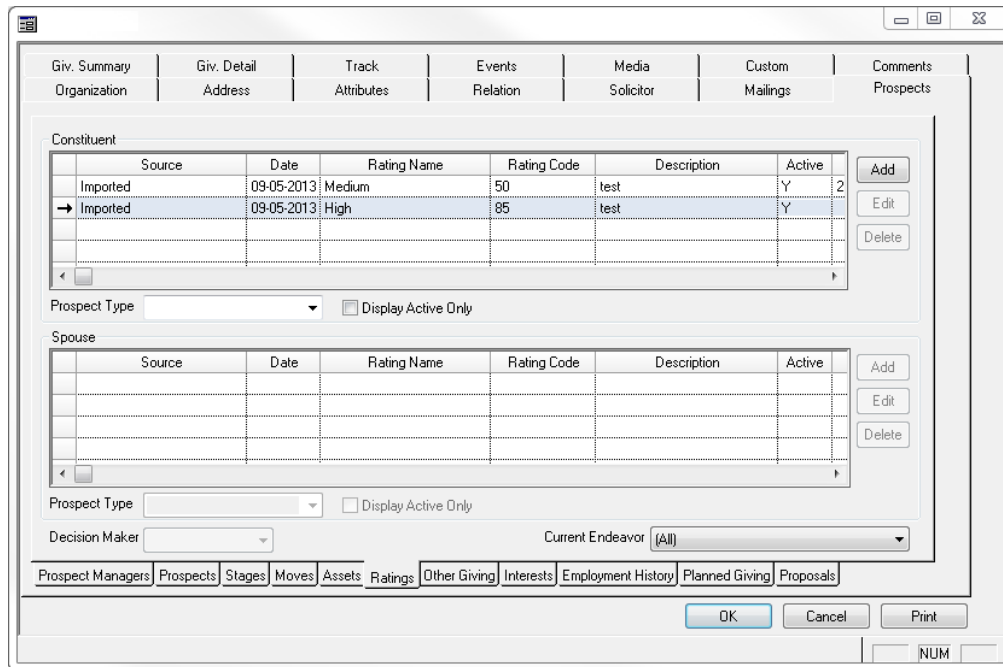 Giv. Summary Giv. Detail Track Events Media Custom Comments
Organization Address Attributes Relation Solicitor Mailings Prospects
Constituent
Source Date Rating Name Rating Code Description Active
Imported 09-05-2013 Medium 50 test Y 2
Imported 09-05-2013 High 85 test Y
Add
Edit
Delete
Prospect Type Display Active Only
Spouse
Source Date Rating Name Rating Code Description Active
Add
Edit
Delete
Prospect Type Display Active Only
Decision Maker Current Endeavor (All)
Prospect Managers Prospects Stages Moves Assets Ratings Other Giving Interests Employment History Planned Giving Proposals
OK Cancel Print
NUM